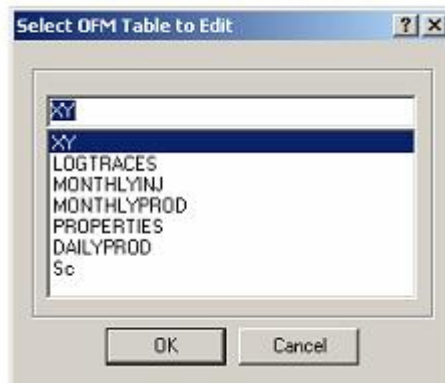 Select OFM Table to Edit
XY
XY
LOGTRACES
MONTHLYINJ
MONTHLYPROD
PROPERTIES
DAILYPROD
Sc
OK Cancel